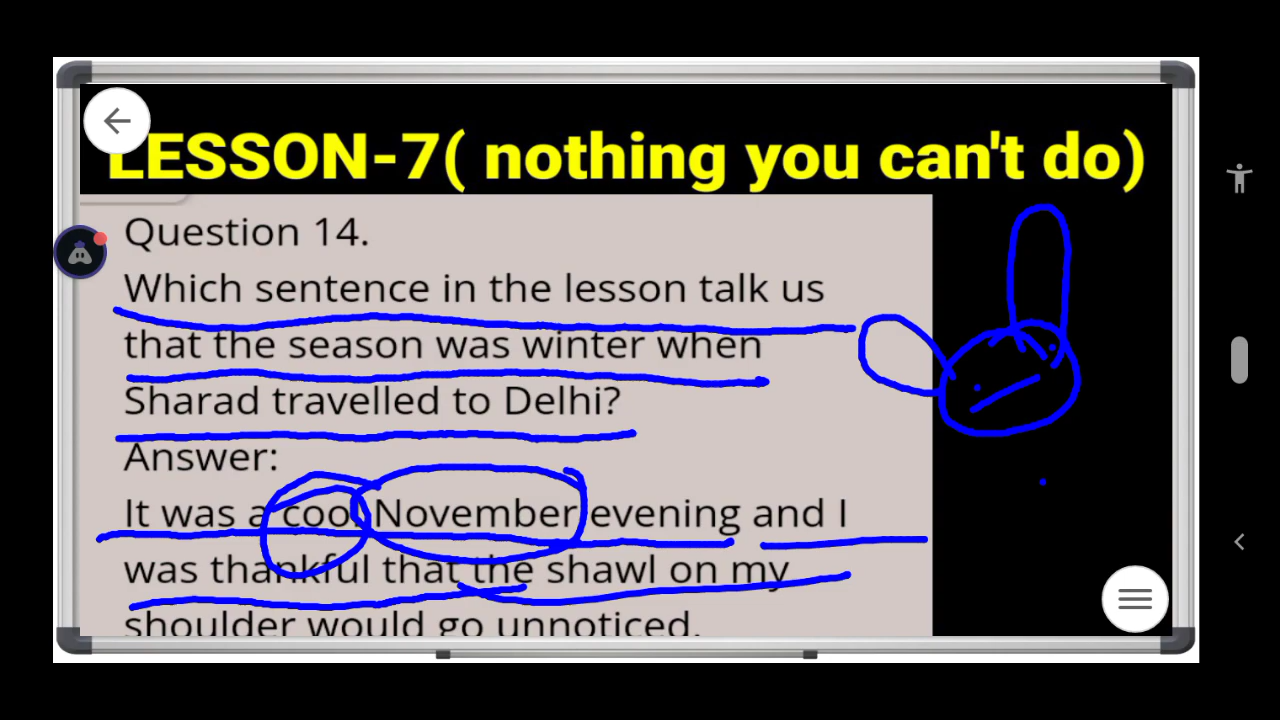 LESSON-7( nothing you can't do)
Question 14.
Which sentence in the lesson talk us
that the season was winter when
Sharad travelled to Delhi?
Answer:
It was a cool November evening and I
was thankful that the shawl on my
shoulder would go unnoticed.